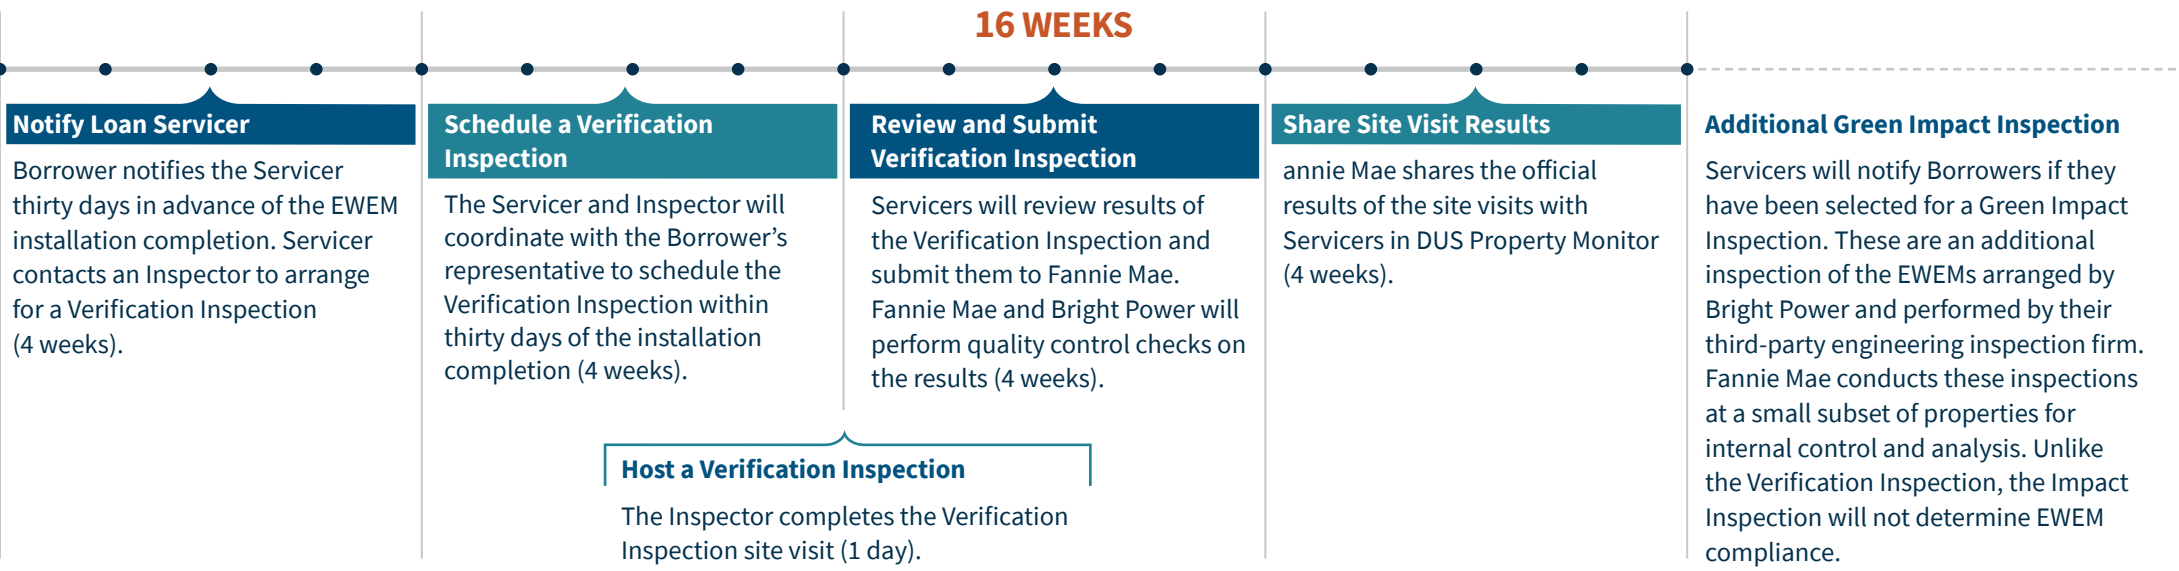 16 WEEKS
Notify Loan Servicer
Borrower notifies the Servicer
thirty days in advance of the EWEM
installation completion. Servicer
contacts an Inspector to arrange
for a Verification Inspection
(4 weeks).
Schedule a Verification
Inspection
The Servicer and Inspector will
coordinate with the Borrower’s
representative to schedule the
Verification Inspection within
thirty days of the installation
completion (4 weeks).
Review and Submit
Verification Inspection
Servicers will review results of
the Verification Inspection and
submit them to Fannie Mae.
Fannie Mae and Bright Power will
perform quality control checks on
the results (4 weeks).
Host a Verification Inspection
The Inspector completes the Verification
Inspection site visit (1 day).
Share Site Visit Results
annie Mae shares the official
results of the site visits with
Servicers in DUS Property Monitor
(4 weeks).
Additional Green Impact Inspection
Servicers will notify Borrowers if they
have been selected for a Green Impact
Inspection. These are an additional
inspection of the EWEMs arranged by
Bright Power and performed by their
third-party engineering inspection firm.
Fannie Mae conducts these inspections
at a small subset of properties for
internal control and analysis. Unlike
the Verification Inspection, the Impact
Inspection will not determine EWEM
compliance.